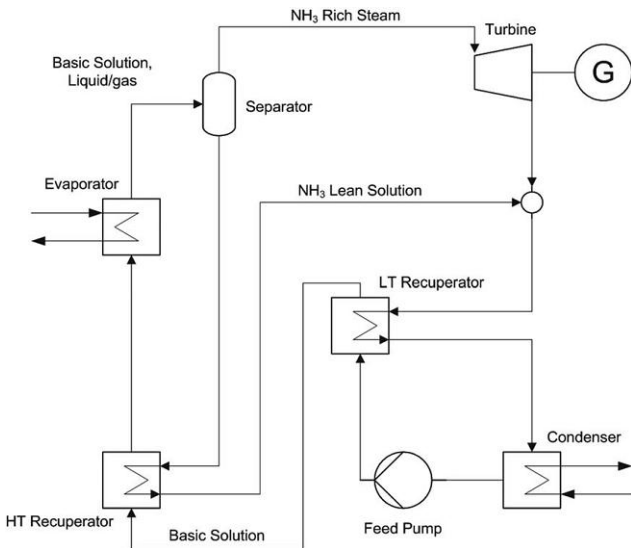 NH₃ Rich Steam
Turbine
Basic Solution,
Liquid/gas
G
Separator
Evaporator
NH₃ Lean Solution
LT Recuperator
Condenser
HT Recuperator
Basic Solution
Feed Pump